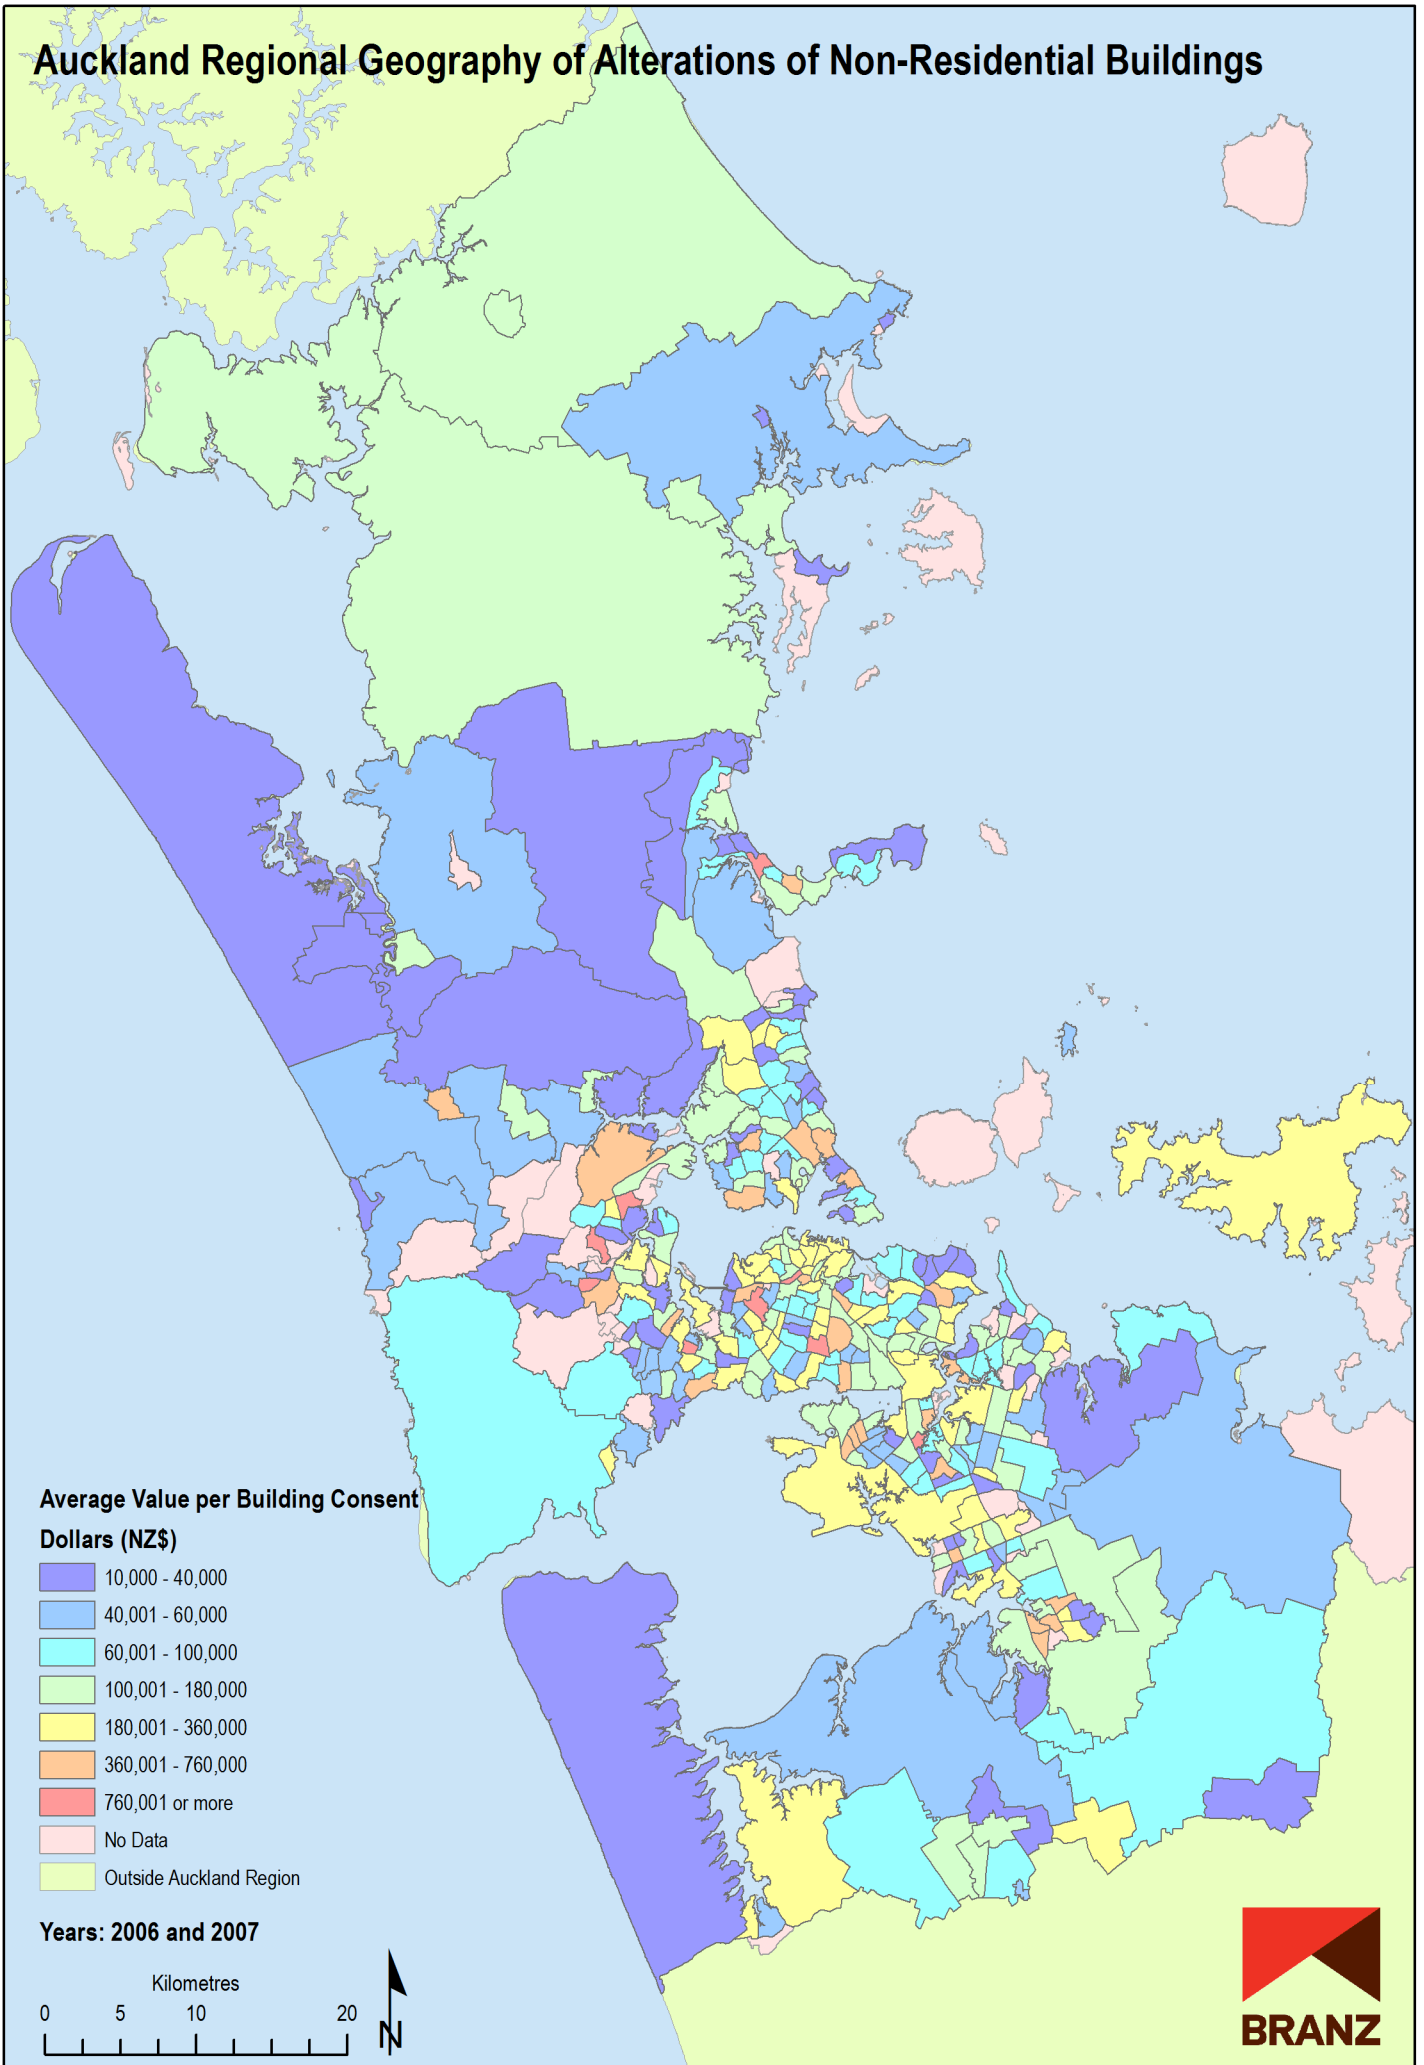 Auckland Regional Geography of Alterations of Non-Residential Buildings
Average Value per Building Consent
Dollars (NZ$)
10,000 - 40,000
40,001 - 60,000
60,001 - 100,000
100,001 - 180,000
180,001 - 360,000
360,001 - 760,000
760,001 or more
No Data
Outside Auckland Region
Years: 2006 and 2007
Kilometres
0 5 10 20
N
BRANZ